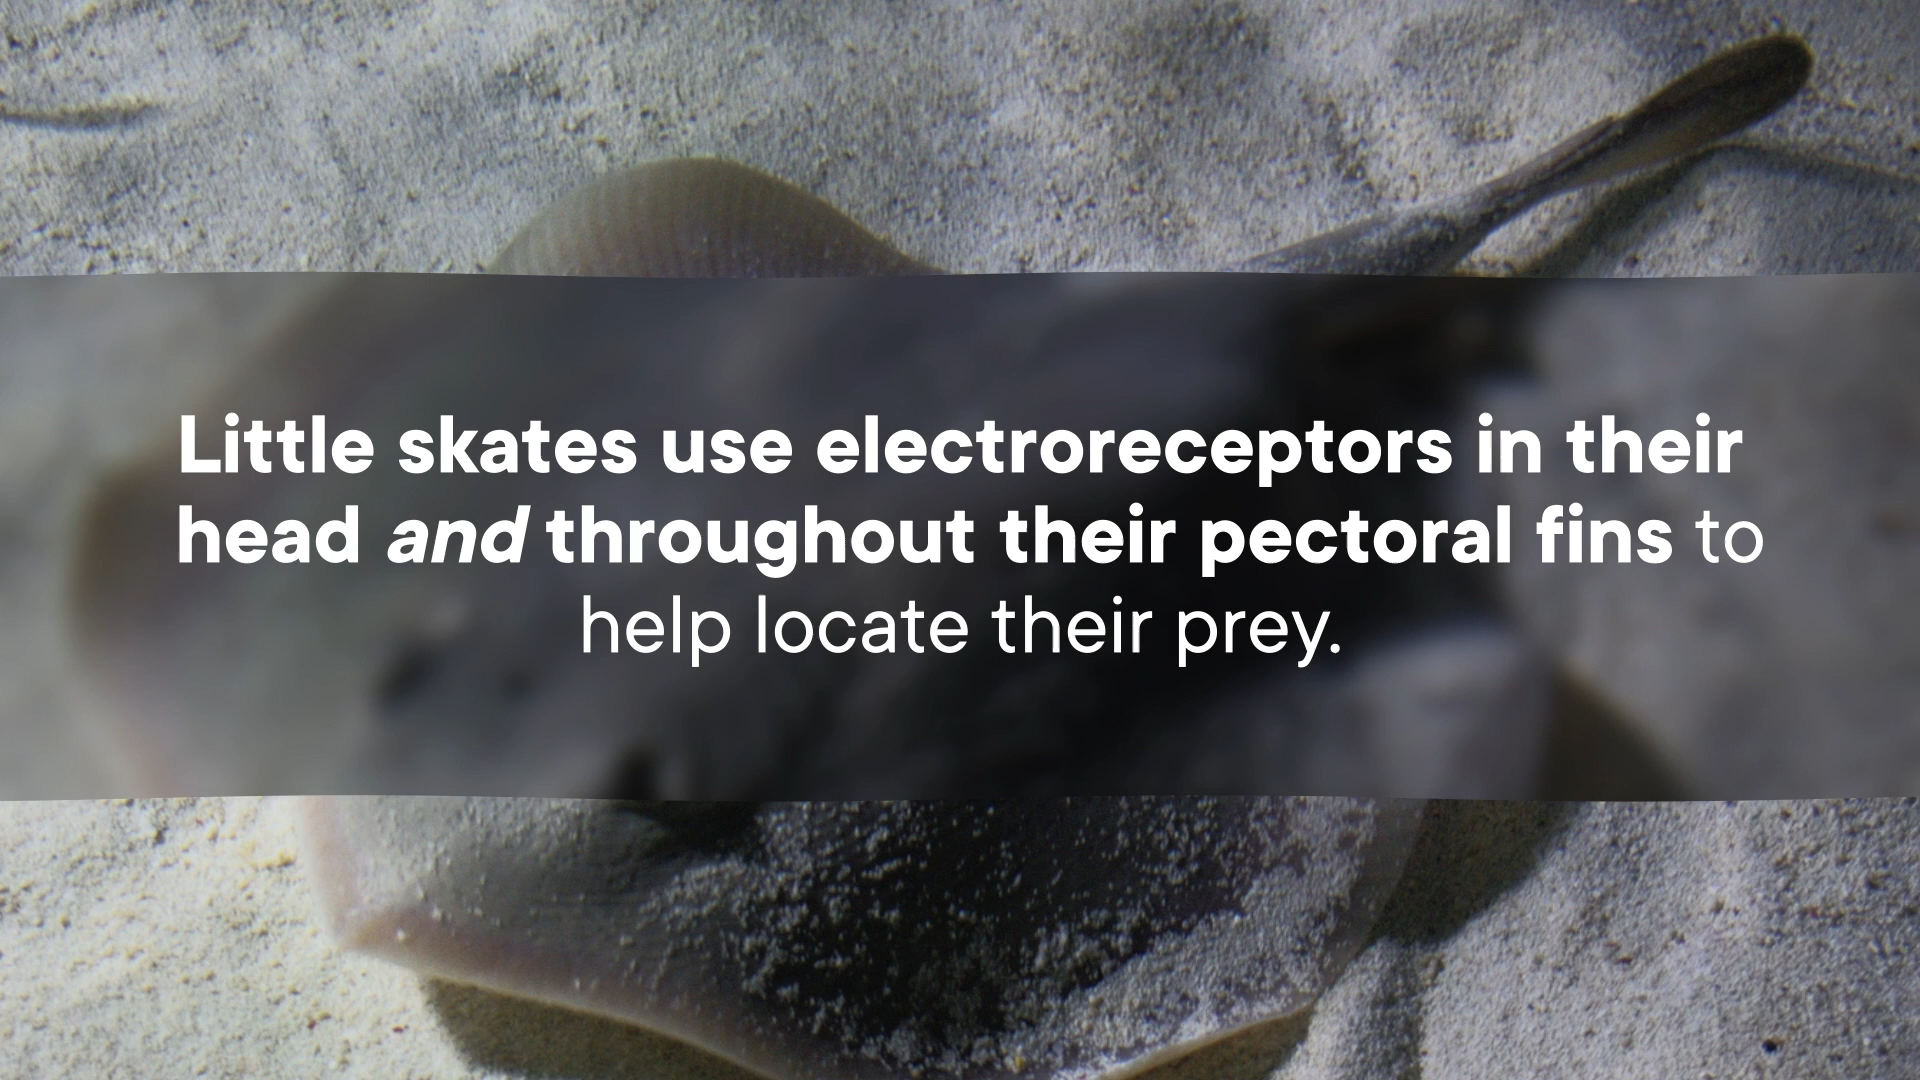 Little skates use electroreceptors in their
head and throughout their pectoral fins to
help locate their prey.